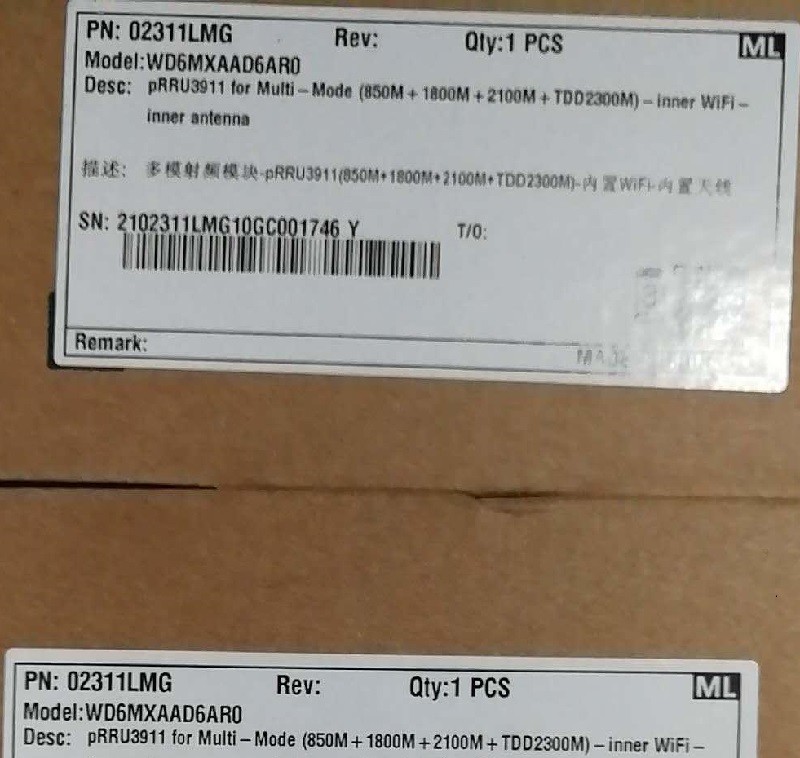 PN: 02311LMG Rev: Qty:1 PCS ML
Model:WD6MXAAD6AR0
Desc: pRRU3911 for Multi-Mode (850M+1800M+2100M+TDD2300M)-inner WiFi-
inner antenna
描述: 多模射频模块-pRRU3911(850M+1800M+2100M+TDD2300M)-内置WiFi-内置天线
SN: 2102311LMG10GC001746 Y T/O:
Remark:
PN: 02311LMG Rev: Qty:1 PCS ML
Model:WD6MXAAD6AR0
Desc: pRRU3911 for Multi-Mode (850M+1800M+2100M+TDD2300M)-inner WiFi-